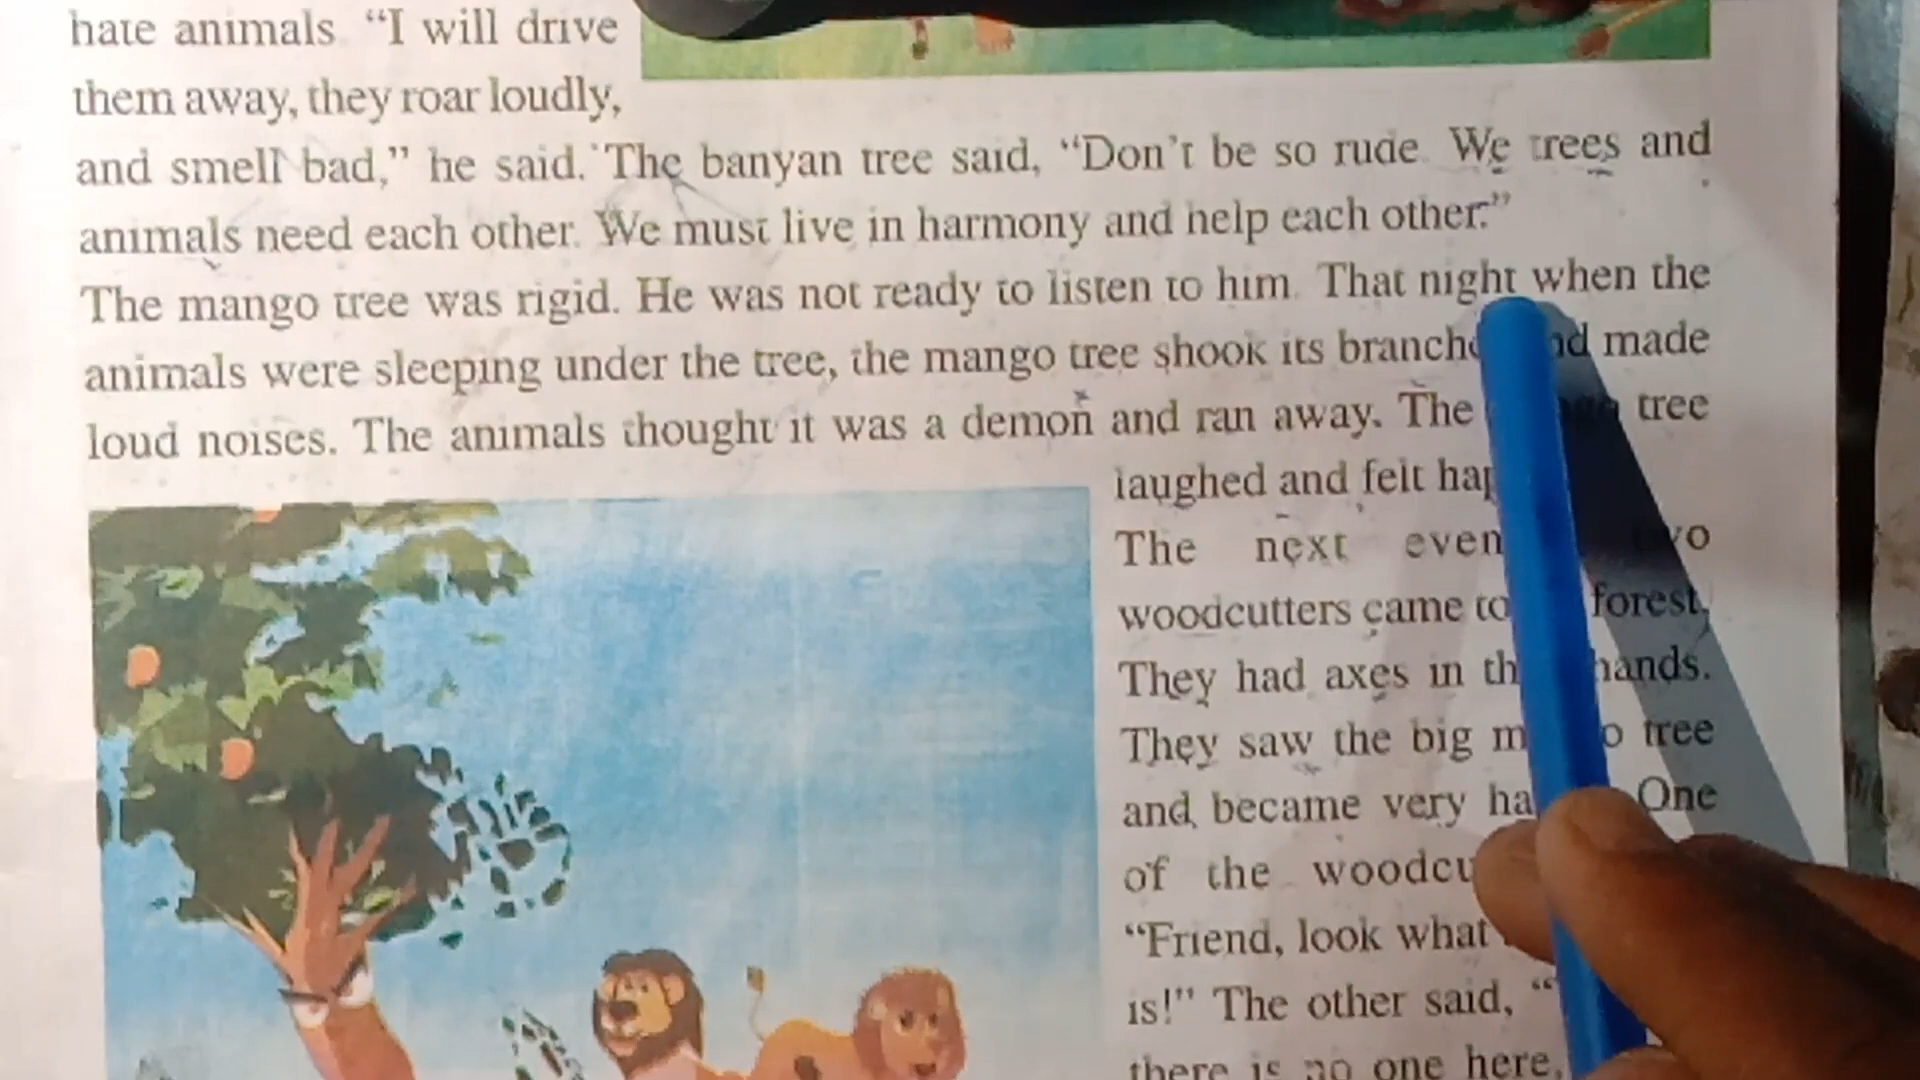 hate animals. "I will drive
them away, they roar loudly,
and smell bad," he said. The banyan tree said, "Don't be so rude. We trees and
animals need each other. We must live in harmony and help each other."
The mango tree was rigid. He was not ready to listen to him. That night when the
animals were sleeping under the tree, the mango tree shook its made
loud noises. The animals thought it was a demon and ran away. The tree
laughed and felt
The next
woodcutters came to forest.
They had axes in hands.
They saw the big tree
and became very One
of the
"Friend, look what
is!" The other said, "
there is no one here,